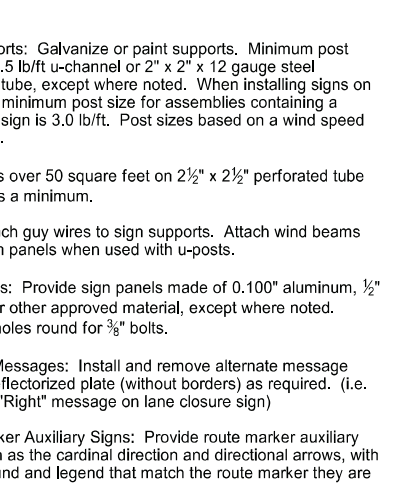 orts: Galvanize or paint supports. Minimum post
.5 lb/ft u-channel or 2" x 2" x 12 gauge steel
tube, except where noted. When installing signs on
minimum post size for assemblies containing a
sign is 3.0 lb/ft. Post sizes based on a wind speed
.
s over 50 square feet on 2½" x 2½" perforated tube
s a minimum.
ch guy wires to sign supports. Attach wind beams
n panels when used with u-posts.
s: Provide sign panels made of 0.100" aluminum, ½"
r other approved material, except where noted.
oles round for ⅜" bolts.
Messages: Install and remove alternate message
flectorized plate (without borders) as required. (i.e.
"Right" message on lane closure sign)
ker Auxiliary Signs: Provide route marker auxiliary
n as the cardinal direction and directional arrows, with
und and legend that match the route marker they are